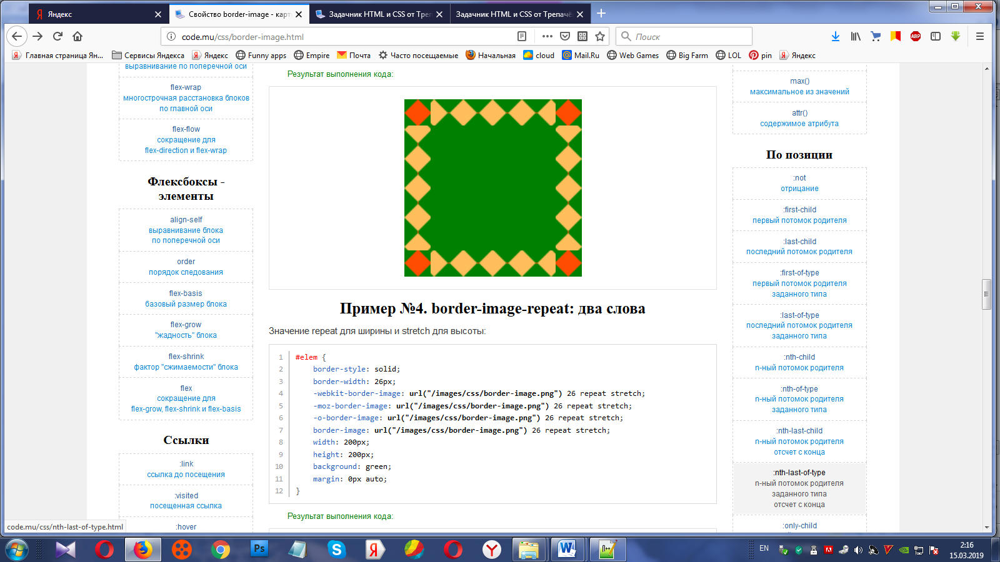 Яндекс
Свойство border-image - карт
Задачник HTML и CSS от Треп
Задачник HTML и CSS от Трепачё
code.mu/css/border-image.html
Поиск
Главная страница Ян...
Сервисы Яндекса
Яндекс
Funny apps
Empire
Почта
Часто посещаемые
Начальная
cloud
Mail.Ru
Web Games
Big Farm
LOL
pin
Яндекс
выравнивание по поперечной оси
flex-wrap
многострочная расстановка блоков
по главной оси
flex-flow
сокращение для
flex-direction и flex-wrap
Флексбоксы -
элементы
align-self
выравнивание блока
по поперечной оси
order
порядок следования
flex-basis
базовый размер блока
flex-grow
"жадность" блока
flex-shrink
фактор "сжимаемости" блока
flex
сокращение для
flex-grow, flex-shrink и flex-basis
Ссылки
:link
ссылка до посещения
:visited
посещенная ссылка
:hover
Результат выполнения кода:
Пример №4. border-image-repeat: два слова
Значение repeat для ширины и stretch для высоты:
1 #elem {
2 border-style: solid;
3 border-width: 26px;
4 -webkit-border-image: url("/images/css/border-image.png") 26 repeat stretch;
5 -moz-border-image: url("/images/css/border-image.png") 26 repeat stretch;
6 -o-border-image: url("/images/css/border-image.png") 26 repeat stretch;
7 border-image: url("/images/css/border-image.png") 26 repeat stretch;
8 width: 200px;
9 height: 200px;
10 background: green;
11 margin: 0px auto;
12 }
Результат выполнения кода:
max()
максимальное из значений
attr()
содержимое атрибута
По позиции
:not
отрицание
:first-child
первый потомок родителя
:last-child
последний потомок родителя
:first-of-type
первый потомок родителя
заданного типа
:last-of-type
последний потомок родителя
заданного типа
:nth-child
n-ный потомок родителя
:nth-of-type
n-ный потомок родителя
заданного типа
:nth-last-child
n-ный потомок родителя
отсчет с конца
:nth-last-of-type
n-ный потомок родителя
заданного типа
отсчет с конца
:only-child
code.mu/css/nth-last-of-type.html
EN
2:16
15.03.2019